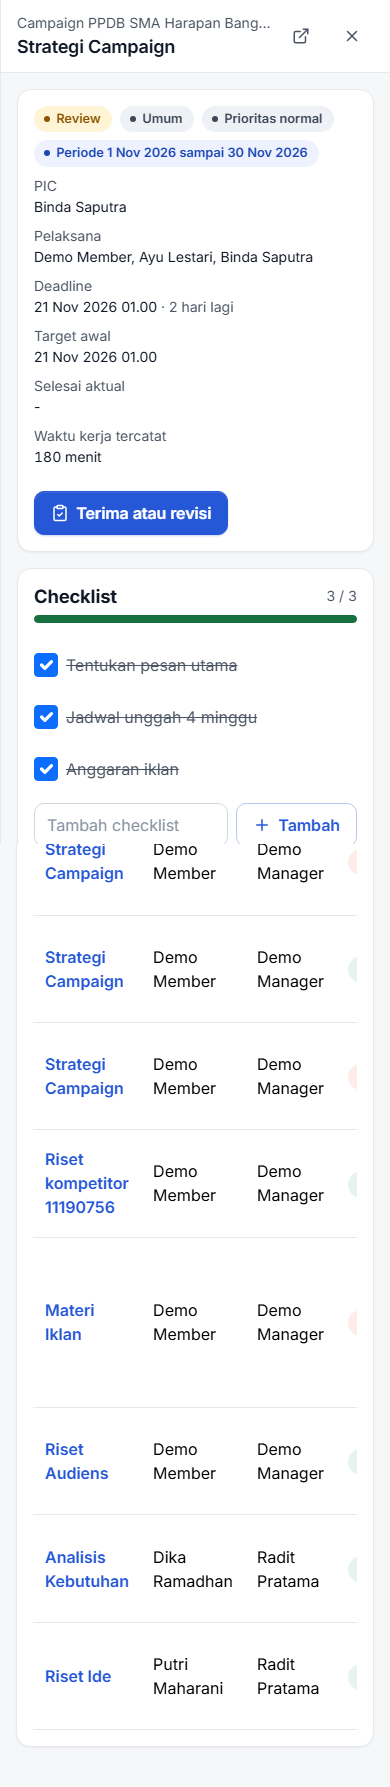 Campaign PPDB SMA Harapan Bang...
Strategi Campaign
Review
Umum
Prioritas normal
Periode 1 Nov 2026 sampai 30 Nov 2026
PIC
Binda Saputra
Pelaksana
Demo Member, Ayu Lestari, Binda Saputra
Deadline
21 Nov 2026 01.00 · 2 hari lagi
Target awal
21 Nov 2026 01.00
Selesai aktual
-
Waktu kerja tercatat
180 menit
Terima atau revisi
Checklist
3 / 3
Tentukan pesan utama
Jadwal unggah 4 minggu
Anggaran iklan
Tambah checklist
+ Tambah
Strategi Demo Demo
Campaign Member Manager
Strategi Demo Demo
Campaign Member Manager
Strategi Demo Demo
Campaign Member Manager
Riset
kompetitor
11190756
Demo Demo
Member Manager
Materi Demo Demo
Iklan Member Manager
Riset Demo Demo
Audiens Member Manager
Analisis Dika Radit
Kebutuhan Ramadhan Pratama
Riset Ide
Putri Radit
Maharani Pratama